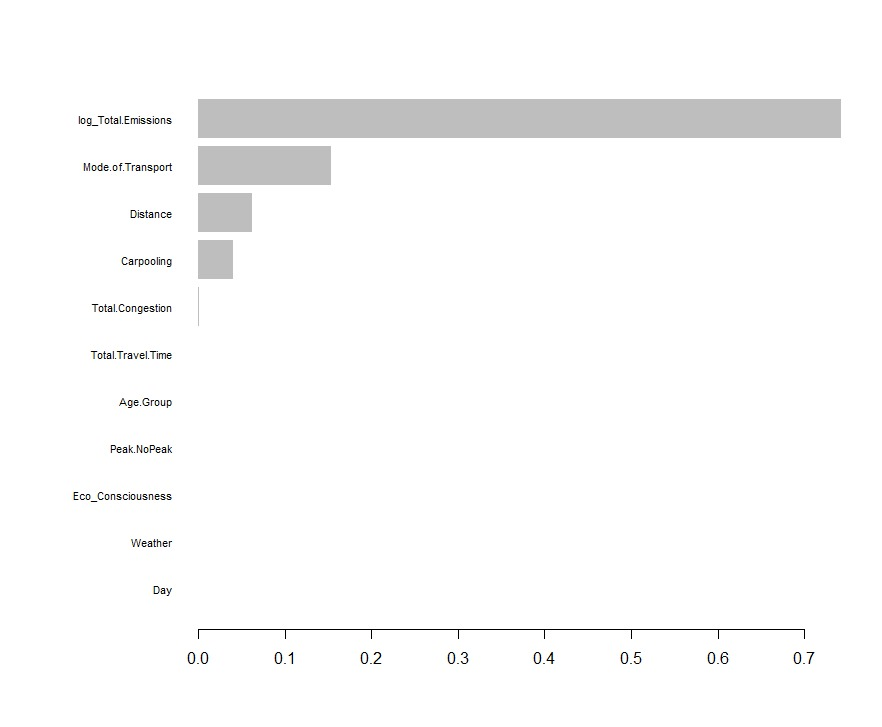 log_Total.Emissions
Mode.of.Transport
Distance
Carpooling
Total.Congestion
Total.Travel.Time
Age.Group
Peak.NoPeak
Eco_Consciousness
Weather
Day
0.0 0.1 0.2 0.3 0.4 0.5 0.6 0.7